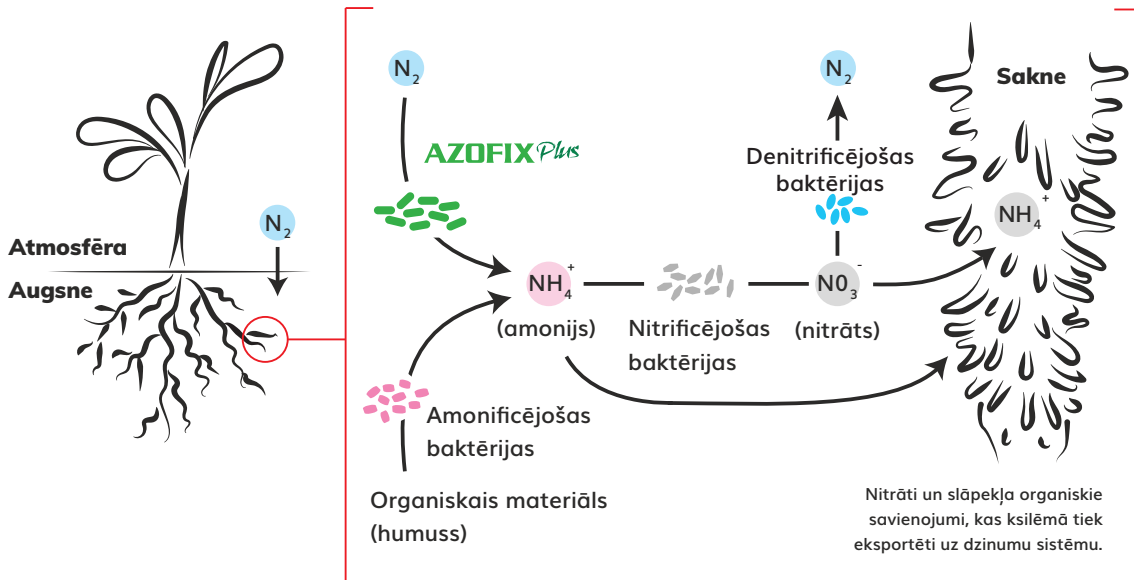 N₂
Atmosfēra
Augsne
N₂
AZOFIX Plus
NH₄⁺
(amonijs)
Amonificējošas
baktērijas
Organiskais materiāls
(humuss)
Nitrificējošas
baktērijas
N₂
Denitrificējošas
baktērijas
N0₃⁻
(nitrāts)
Sakne
NH₄⁺
Nitrāti un slāpekļa organiskie
savienojumi, kas ksilēmā tiek
eksportēti uz dzinumu sistēmu.